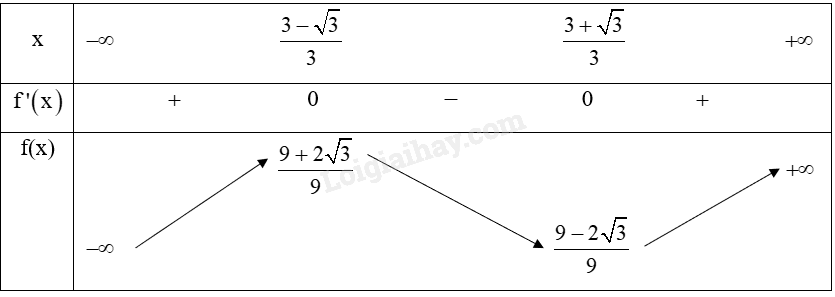 x −∞ (3 − √3)/3 (3 + √3)/3 +∞
f '(x) + 0 − 0 +
f(x) (9 + 2√3)/9 +∞
Loigiaihay.com
−∞ (9 − 2√3)/9